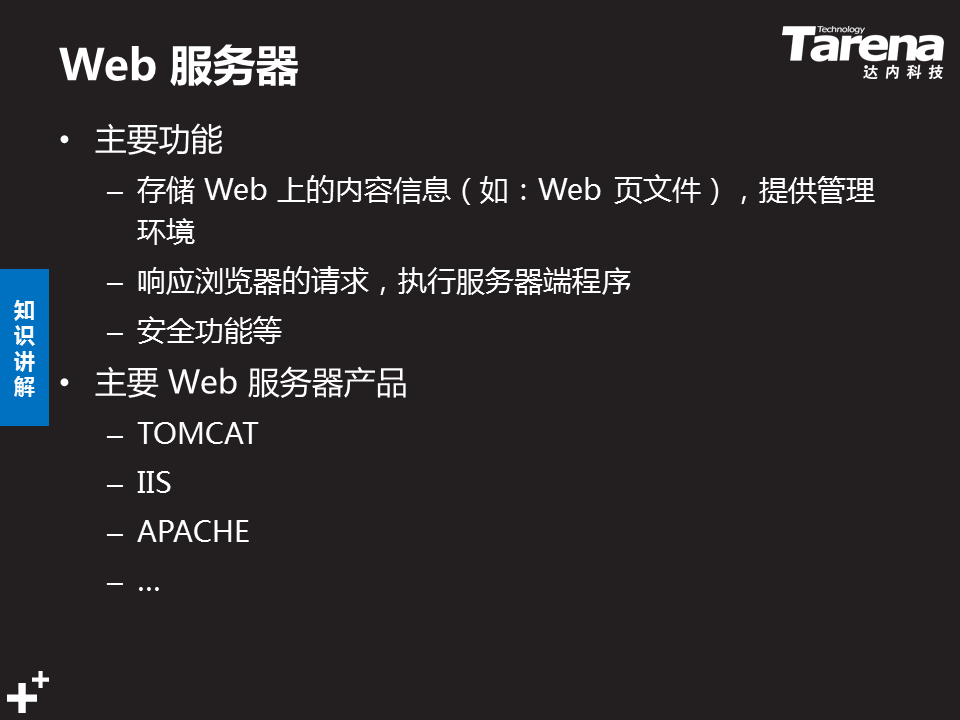 Web 服务器
Technology
Tarena
达内科技
• 主要功能
– 存储 Web 上的内容信息（如：Web 页文件），提供管理
环境
– 响应浏览器的请求，执行服务器端程序
– 安全功能等
知识讲解
• 主要 Web 服务器产品
– TOMCAT
– IIS
– APACHE
– …